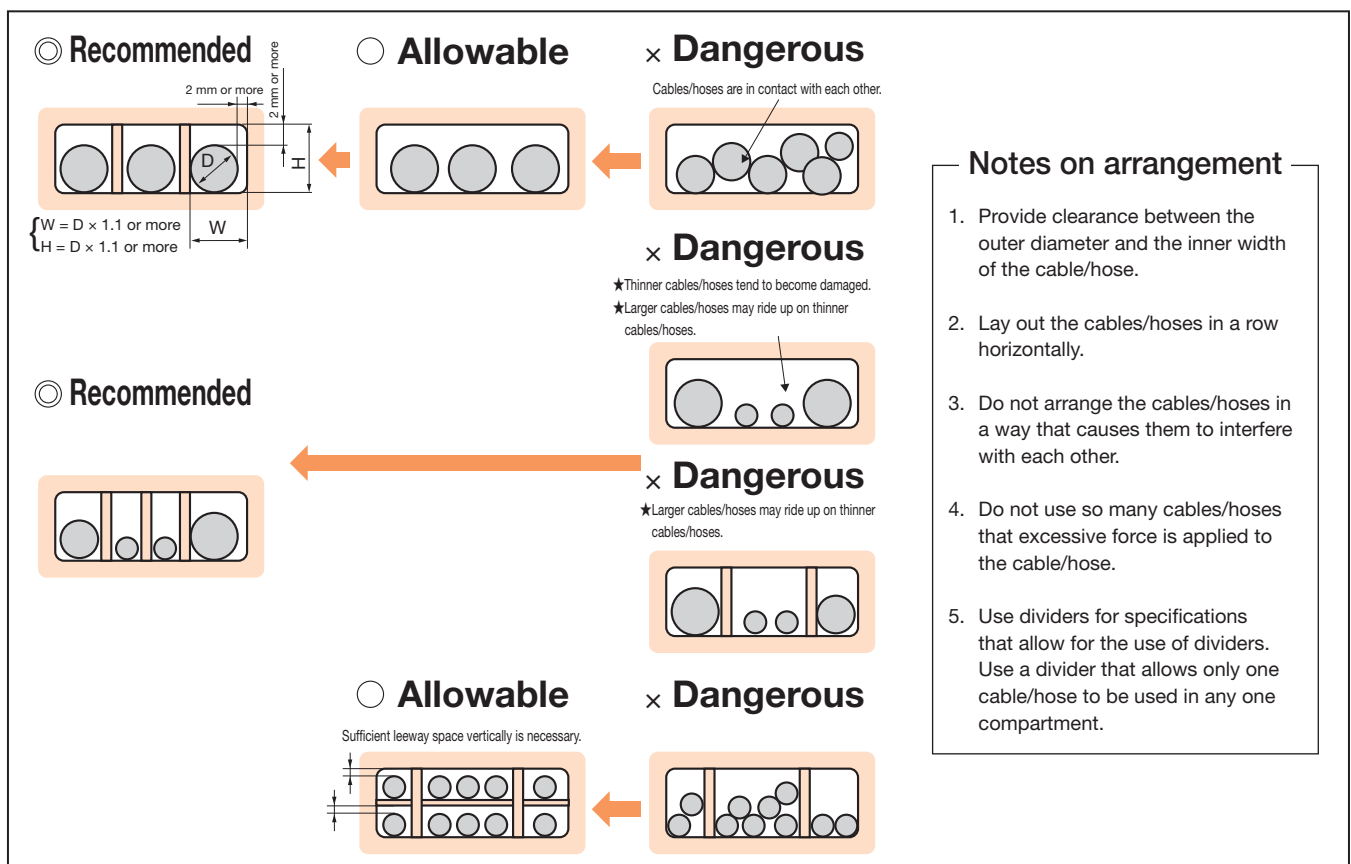 ◎ Recommended
2 mm or more
2 mm or more
D
H
W
W = D × 1.1 or more
H = D × 1.1 or more
○ Allowable
× Dangerous
Cables/hoses are in contact with each other.
× Dangerous
★Thinner cables/hoses tend to become damaged.
★Larger cables/hoses may ride up on thinner
cables/hoses.
◎ Recommended
× Dangerous
★Larger cables/hoses may ride up on thinner
cables/hoses.
○ Allowable
Sufficient leeway space vertically is necessary.
× Dangerous
Notes on arrangement
1. Provide clearance between the
outer diameter and the inner width
of the cable/hose.
2. Lay out the cables/hoses in a row
horizontally.
3. Do not arrange the cables/hoses in
a way that causes them to interfere
with each other.
4. Do not use so many cables/hoses
that excessive force is applied to
the cable/hose.
5. Use dividers for specifications
that allow for the use of dividers.
Use a divider that allows only one
cable/hose to be used in any one
compartment.